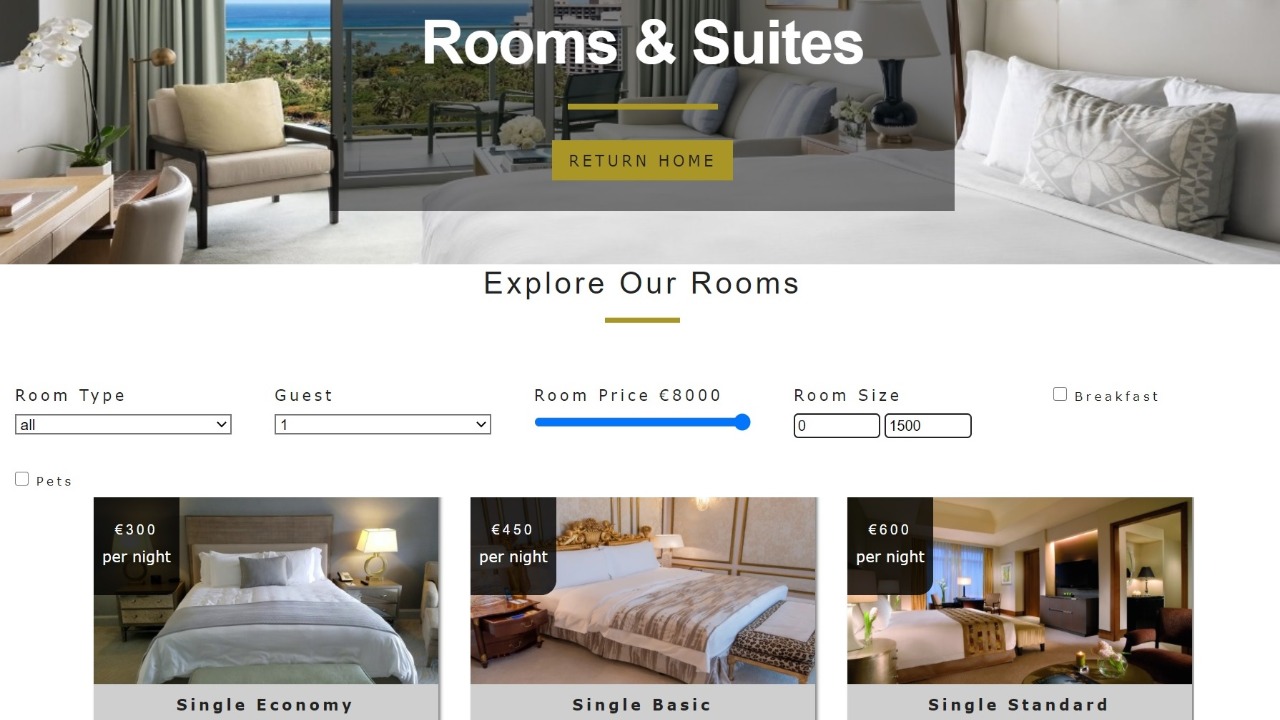 Rooms & Suites
RETURN HOME
Explore Our Rooms
Room Type
all
Guest
1
Room Price €8000
Room Size
0
1500
Breakfast
Pets
€300
per night
Single Economy
€450
per night
Single Basic
€600
per night
Single Standard